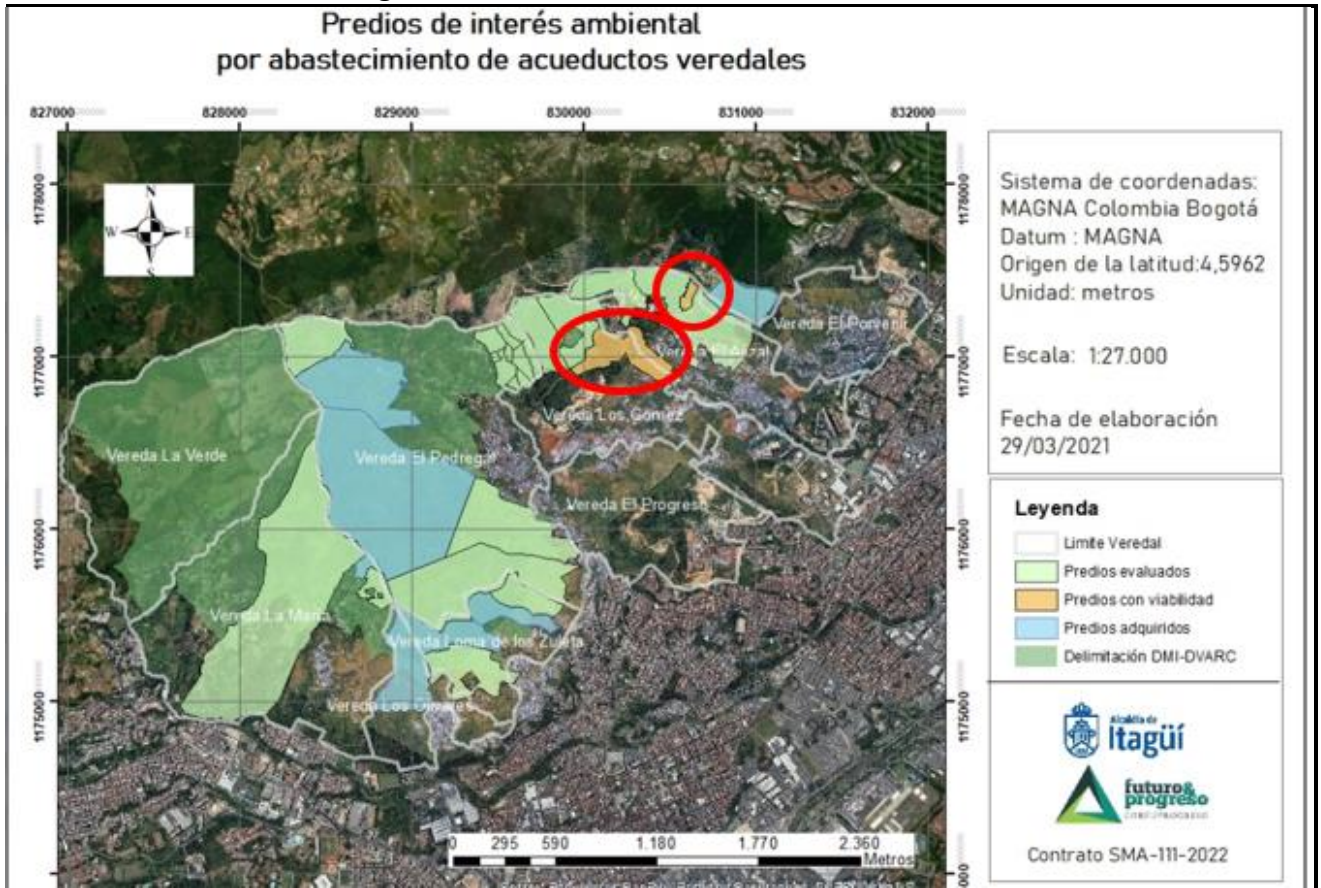 Predios de interés ambiental
por abastecimiento de acueductos veredales
827000
828000
829000
830000
831000
832000
1178000
1178000
N
W
E
S
Sistema de coordenadas:
MAGNA Colombia Bogotá
Datum : MAGNA
Origen de la latitud:4,5962
Unidad: metros
Escala: 1:27.000
Fecha de elaboración
29/03/2021
Vereda El Porvenir
1177000
1177000
Vereda Los Gómez
Vereda La Verde
Vereda El Pedregal
Vereda El Progreso
1176000
1176000
Vereda La María
Vereda Loma de los Zuleta
Vereda Los Olivares
1175000
1175000
Leyenda
Limite Veredal
Predios evaluados
Predios con viabilidad
Predios adquiridos
Delimitación DMI-DVARC
Alcaldía de
Itagüí
futuro&
progreso
Contrato SMA-111-2022
0 295 590 1.180 1.770 2.360
Metros
000